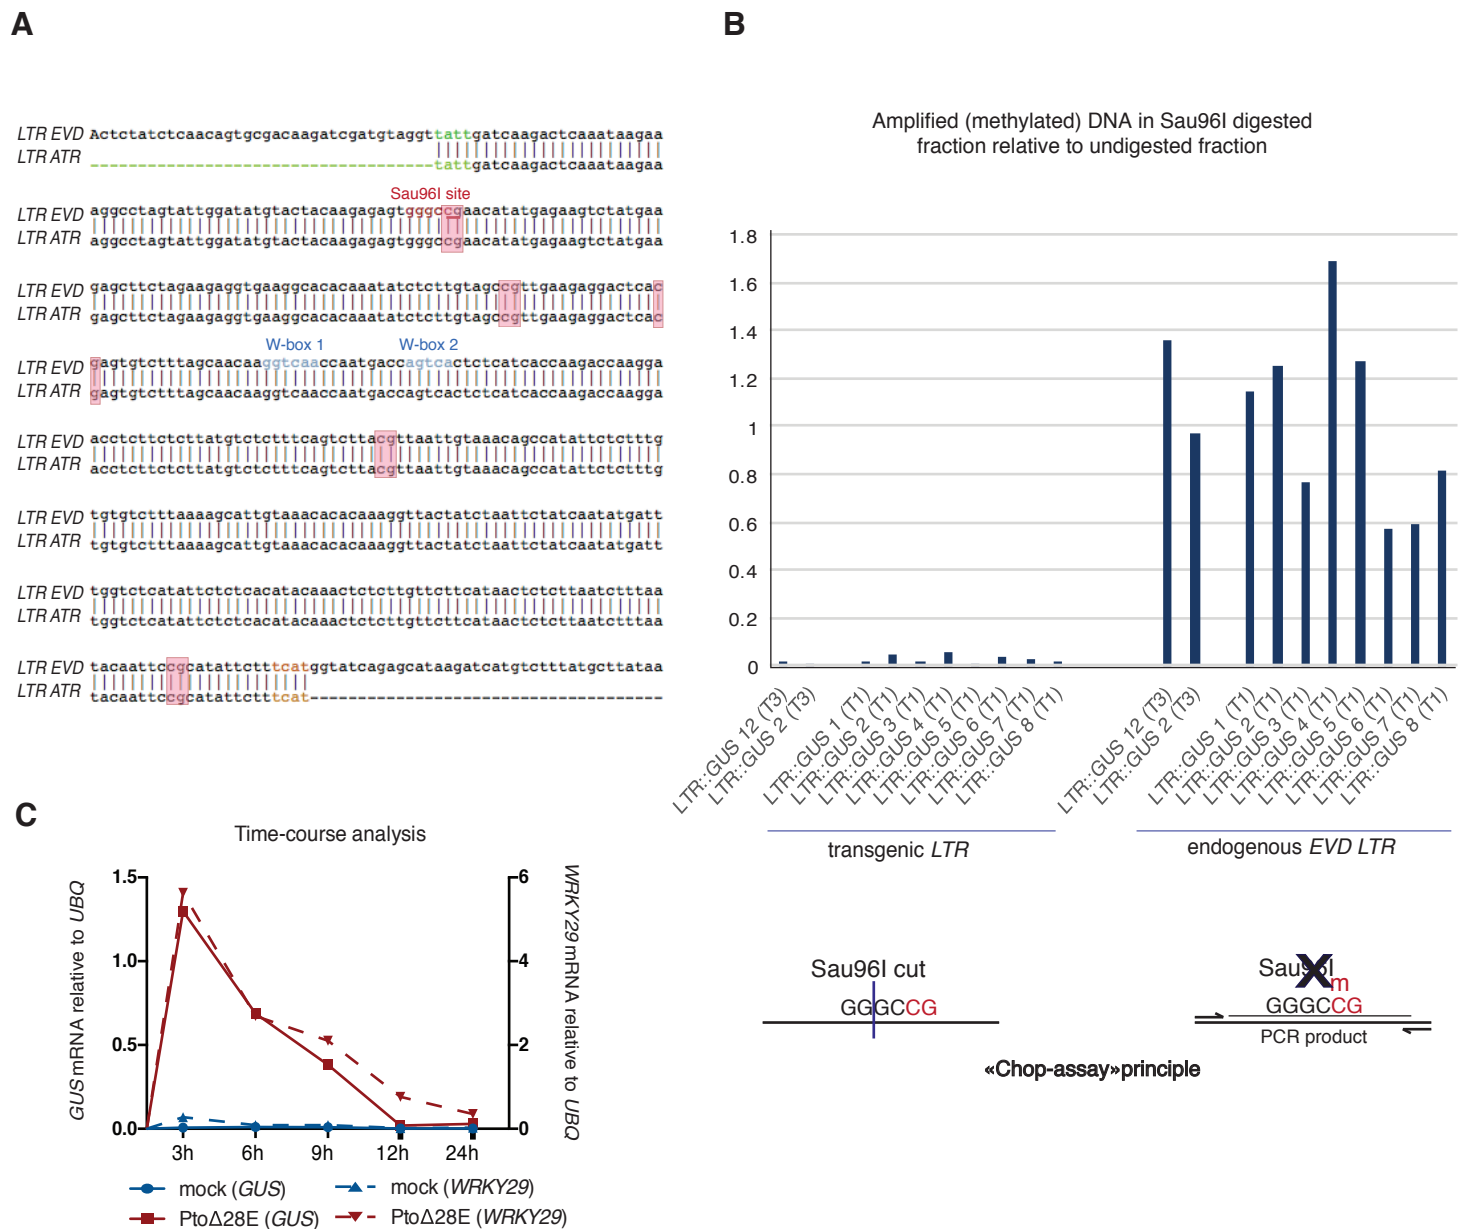 A
LTR EVD Actctatctcaacagtgcgacaagatcgatgtaggttattgatcaagactcaaataagaa
LTR ATR --------------------------------------tattgatcaagactcaaataagaa
Sau96I site
LTR EVD aggcctagtattggatatgtactacaagagagtgggccgaacatatgagaagtctatgaa
LTR ATR aggcctagtattggatatgtactacaagagagtgggccgaacatatgagaagtctatgaa
LTR EVD gagcttctagaagaggtgaaggcacacaaatatctcttgtagccgttgaagaggactcac
LTR ATR gagcttctagaagaggtgaaggcacacaaatatctcttgtagccgttgaagaggactcac
W-box 1 W-box 2
LTR EVD gagtgtctttagcaacaaggtcaaccaatgaccagtcactctcatcaccaagaccaagga
LTR ATR gagtgtctttagcaacaaggtcaaccaatgaccagtcactctcatcaccaagaccaagga
LTR EVD acctcttctcttatgtctctttcagtcttacgttaattgtaaacagccatattctctttg
LTR ATR acctcttctcttatgtctctttcagtcttacgttaattgtaaacagccatattctctttg
LTR EVD tgtgtctttaaaagcattgtaaacacacaaaggttactatctaattctatcaatatgatt
LTR ATR tgtgtctttaaaagcattgtaaacacacaaaggttactatctaattctatcaatatgatt
LTR EVD tggtctcatattctctcacatacaaactctcttgttcttcataactctcttaatctttaa
LTR ATR tggtctcatattctctcacatacaaactctcttgttcttcataactctcttaatctttaa
LTR EVD tacaattccgcatattctttcatggtatcagagcataagatcatgtctttatgcttataa
LTR ATR tacaattccgcatattctttcat-------------------------------------
B
Amplified (methylated) DNA in Sau96I digested
fraction relative to undigested fraction
1.8
1.6
1.4
1.2
1
0.8
0.6
0.4
0.2
0
LTR::GUS 12 (T3)
LTR::GUS 2 (T3)
LTR::GUS 1 (T1)
LTR::GUS 2 (T1)
LTR::GUS 3 (T1)
LTR::GUS 4 (T1)
LTR::GUS 5 (T1)
LTR::GUS 6 (T1)
LTR::GUS 7 (T1)
LTR::GUS 8 (T1)
LTR::GUS 12 (T3)
LTR::GUS 2 (T3)
LTR::GUS 1 (T1)
LTR::GUS 2 (T1)
LTR::GUS 3 (T1)
LTR::GUS 4 (T1)
LTR::GUS 5 (T1)
LTR::GUS 6 (T1)
LTR::GUS 7 (T1)
LTR::GUS 8 (T1)
transgenic LTR
endogenous EVD LTR
Sau96I cut
GGGCCG
Sau96I
m
GGGCCG
PCR product
«Chop-assay»principle
C
Time-course analysis
GUS mRNA relative to UBQ
1.5
1.0
0.5
0.0
WRKY29 mRNA relative to UBQ
6
4
2
0
3h 6h 9h 12h 24h
mock (GUS) mock (WRKY29)
PtoΔ28E (GUS) PtoΔ28E (WRKY29)